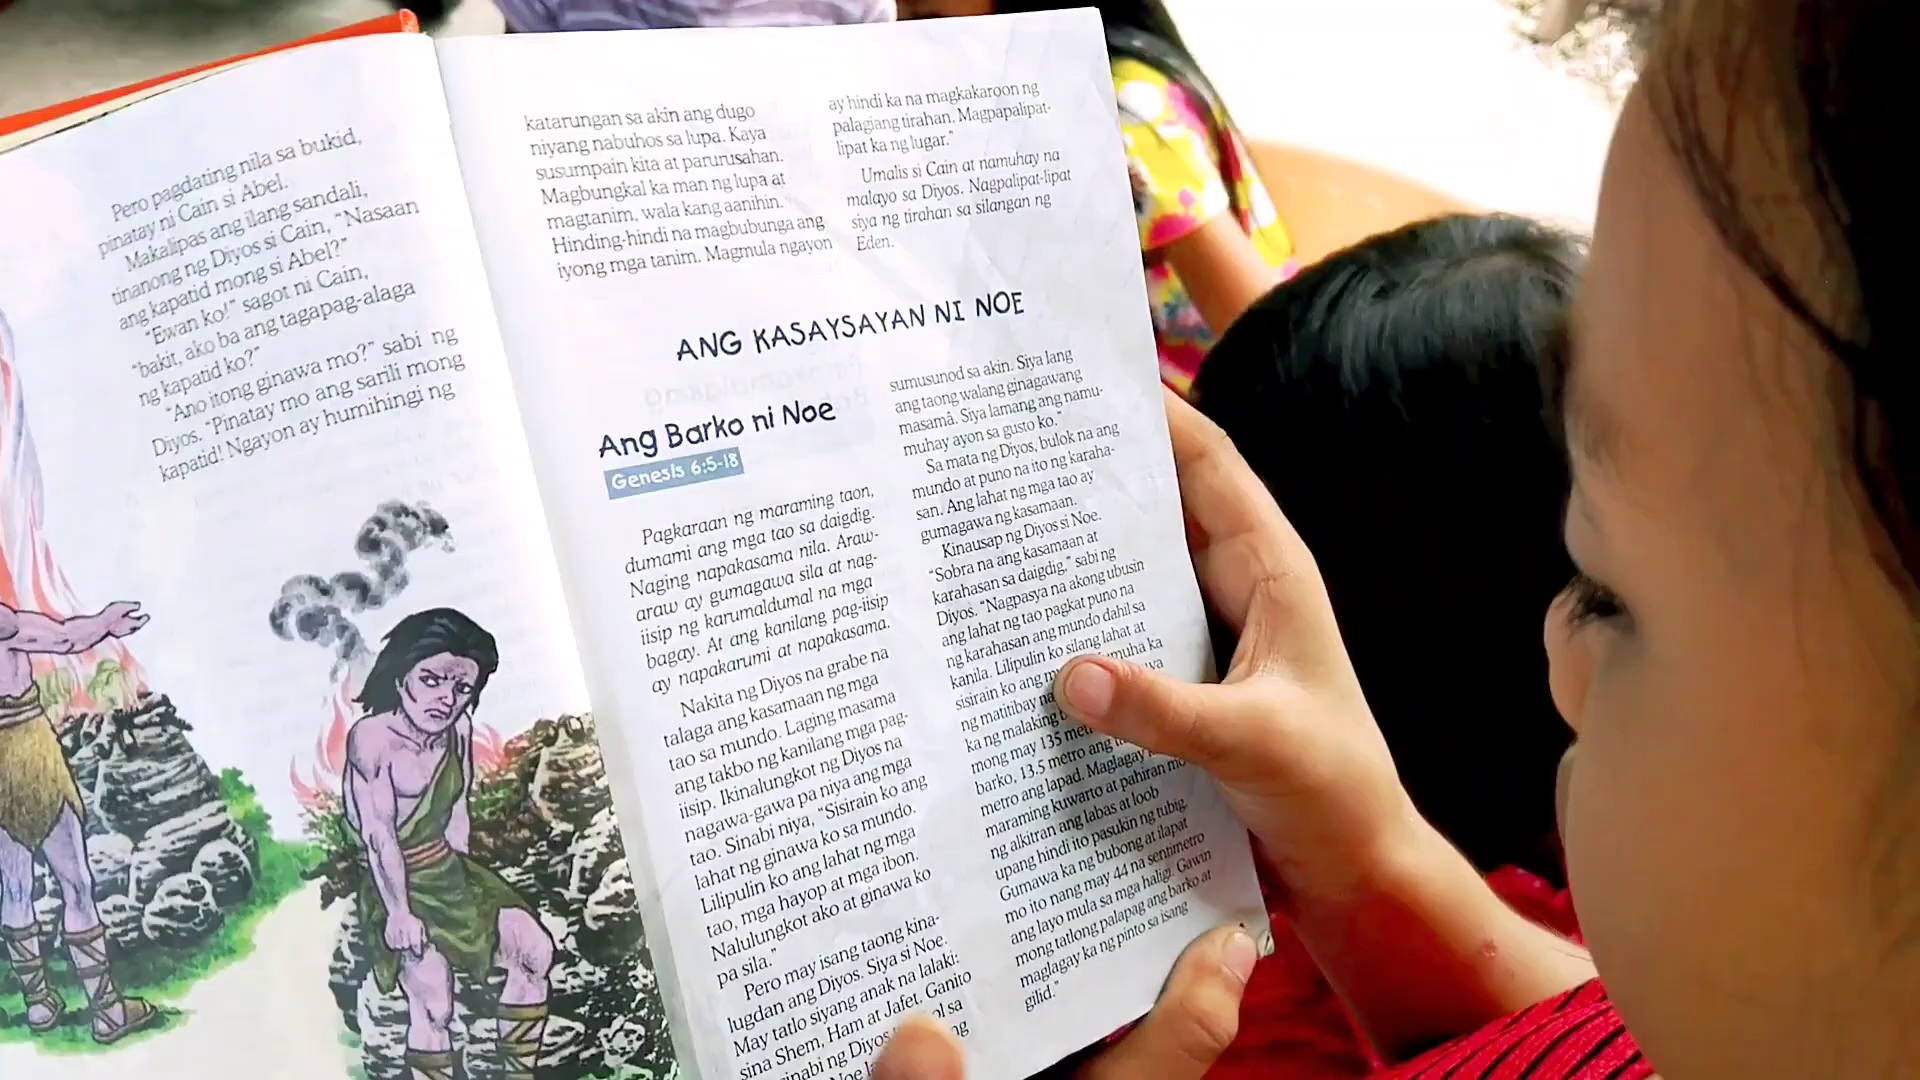 Pero pagdating nila sa bukid,
pinatay ni Cain si Abel.
Makalipas ang ilang sandali,
tinanong ng Diyos si Cain, “Nasaan
ang kapatid mong si Abel?”
“Ewan ko!” sagot ni Cain,
“bakit, ako ba ang tagapag-alaga
ng kapatid ko?”
“Ano itong ginawa mo?” sabi ng
Diyos. “Pinatay mo ang sarili mong
kapatid! Ngayon ay humihingi ng
katarungan sa akin ang dugo
niyang nabuhos sa lupa. Kaya
susumpain kita at parurusahan.
Magbungkal ka man ng lupa at
magtanim, wala kang aanihin.
Hinding-hindi na magbubunga ang
iyong mga tanim. Magmula ngayon
ay hindi ka na magkakaroon ng
palagiang tirahan. Magpapalipat-
lipat ka ng lugar.”
Umalis si Cain at namuhay na
malayo sa Diyos. Nagpalipat-lipat
siya ng tirahan sa silangan ng
Eden.
ANG KASAYSAYAN NI NOE
Ang Barko ni Noe
Genesis 6:5-18
Pagkaraan ng maraming taon,
dumami ang mga tao sa daigdig.
Naging napakasama nila. Araw-
araw ay gumagawa sila at nag-
iisip ng karumaldumal na mga
bagay. At ang kanilang pag-iisip
ay napakarumi at napakasama.
Nakita ng Diyos na grabe na
talaga ang kasamaan ng mga
tao sa mundo. Laging masama
ang takbo ng kanilang mga pag-
iisip. Ikinalungkot ng Diyos na
nagawa-gawa pa niya ang mga
tao. Sinabi niya, “Sisirain ko ang
lahat ng ginawa ko sa mundo.
Lilipulin ko ang lahat ng mga
tao, mga hayop at mga ibon.
Nalulungkot ako at ginawa ko
pa sila.”
Pero may isang taong kina-
lugdan ang Diyos. Siya si Noe.
May tatlo siyang anak na lalaki:
sina Shem, Ham at Jafet. Ganito
ng Diyos sa
Noe
sumusunod sa akin. Siya lang
ang taong walang ginagawang
masamâ. Siya lamang ang namu-
muhay ayon sa gusto ko.”
Sa mata ng Diyos, bulok na ang
mundo at puno na ito ng karaha-
san. Ang lahat ng mga tao ay
gumagawa ng kasamaan.
Kinausap ng Diyos si Noe.
“Sobra na ang kasamaan at
karahasan sa daigdig,” sabi ng
Diyos. “Nagpasya na akong ubusin
ang lahat ng tao pagkat puno na
ng karahasan ang mundo dahil sa
kanila. Lilipulin ko silang lahat at
sisirain ko ang
ng matitibay na
ka ng malaking
mong may 135 ang
barko, 13.5 metro ang
metro ang lapad. Maglagay
maraming kuwarto at pahiran mo
ng alkitran ang labas at loob
upang hindi ito pasukin ng tubig.
Gumawa ka ng bubong at ilapat
mo ito nang may 44 na sentimetro
ang layo mula sa mga haligi. Gawin
mong tatlong palapag ang barko at
maglagay ka ng pinto sa isang
gilid.”